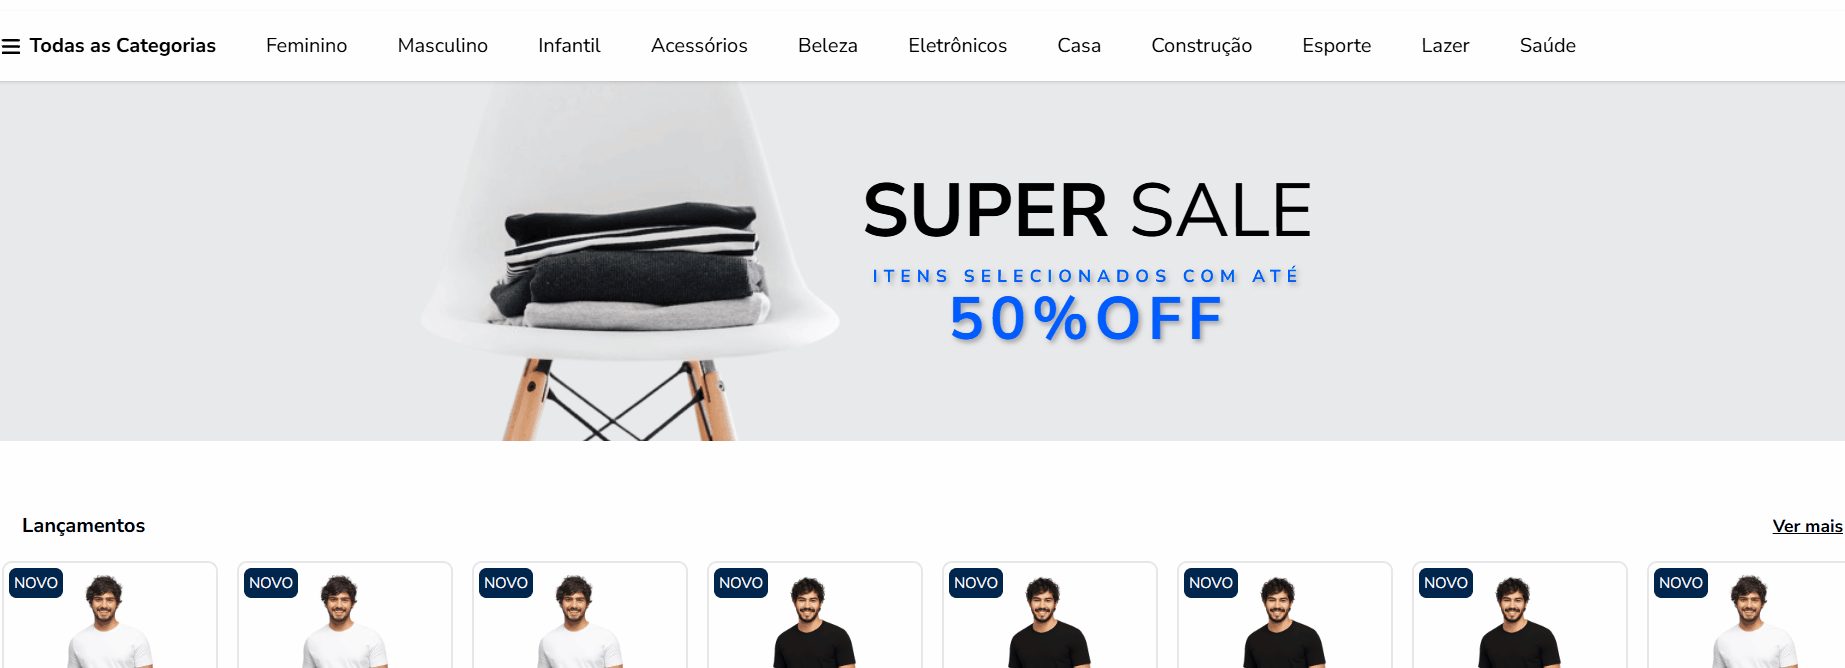 Todas as Categorias Feminino Masculino Infantil Acessórios Beleza Eletrônicos Casa Construção Esporte Lazer Saúde
SUPER SALE
ITENS SELECIONADOS COM ATÉ
50%OFF
Lançamentos Ver mais
NOVO NOVO NOVO NOVO NOVO NOVO NOVO NOVO